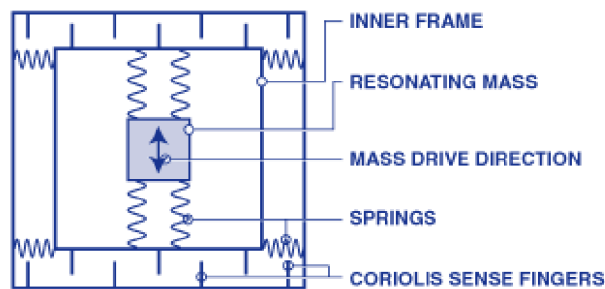 INNER FRAME
RESONATING MASS
MASS DRIVE DIRECTION
SPRINGS
CORIOLIS SENSE FINGERS